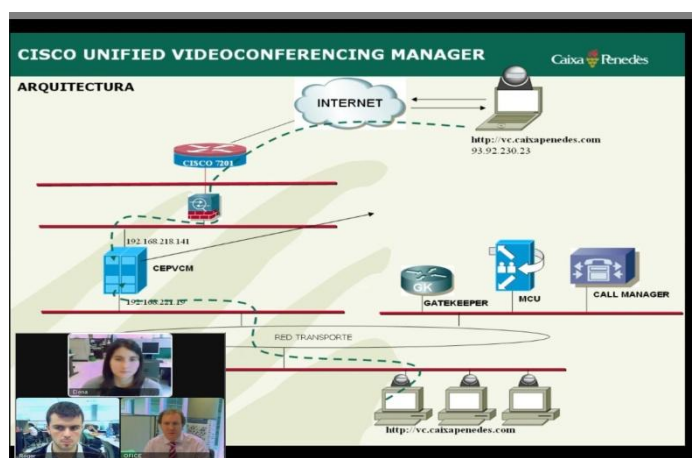 CISCO UNIFIED VIDEOCONFERENCING MANAGER
Caixa Penedès
ARQUITECTURA
INTERNET
http://vc.caixapenedes.com
93.92.230.23
CISCO 7201
192.168.218.141
CEPVCM
192.168.221.19
GK
GATEKEEPER
MCU
CALL MANAGER
RED TRANSPORTE
http://vc.caixapenedes.com